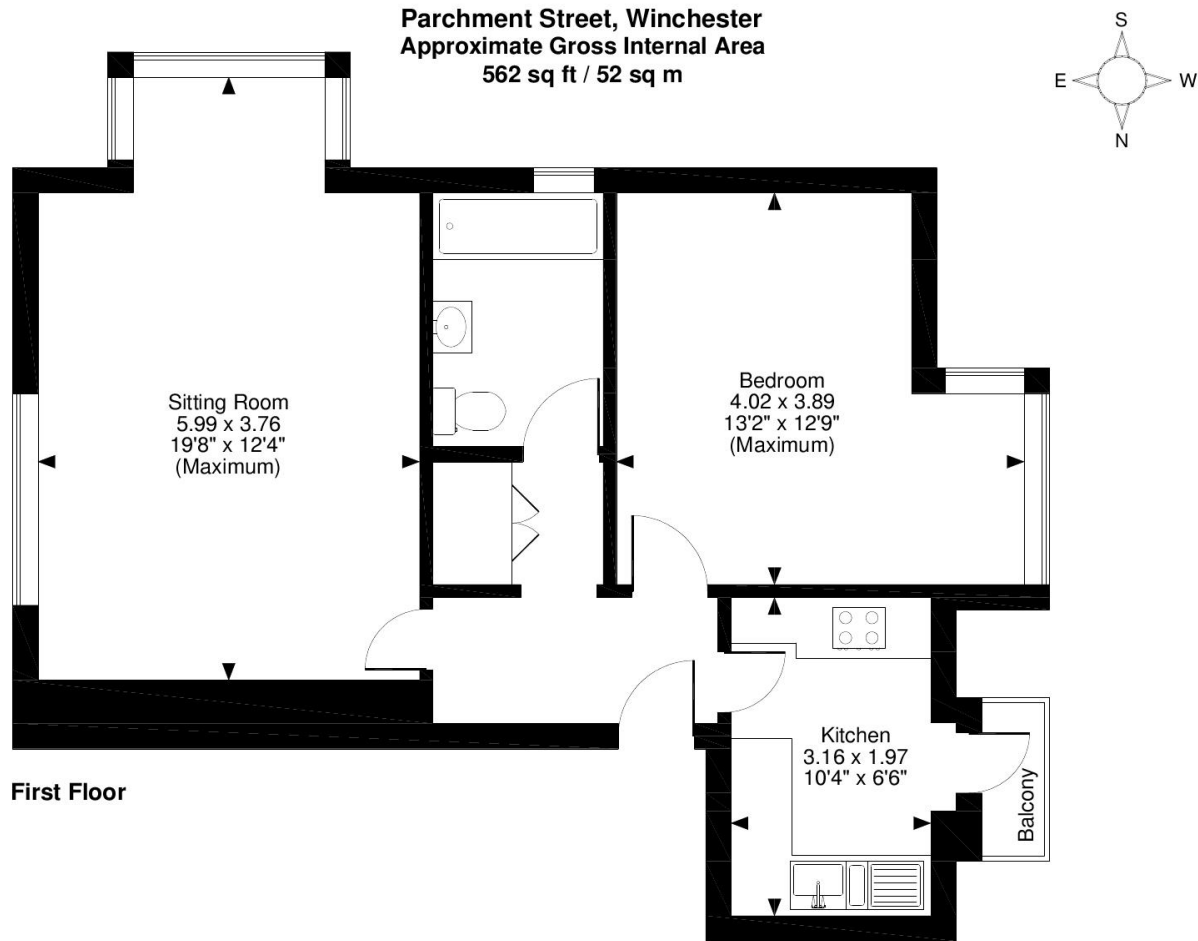 Parchment Street, Winchester
Approximate Gross Internal Area
562 sq ft / 52 sq m
S
E W
N
Sitting Room
5.99 x 3.76
19'8" x 12'4"
(Maximum)
Bedroom
4.02 x 3.89
13'2" x 12'9"
(Maximum)
Kitchen
3.16 x 1.97
10'4" x 6'6"
Balcony
First Floor